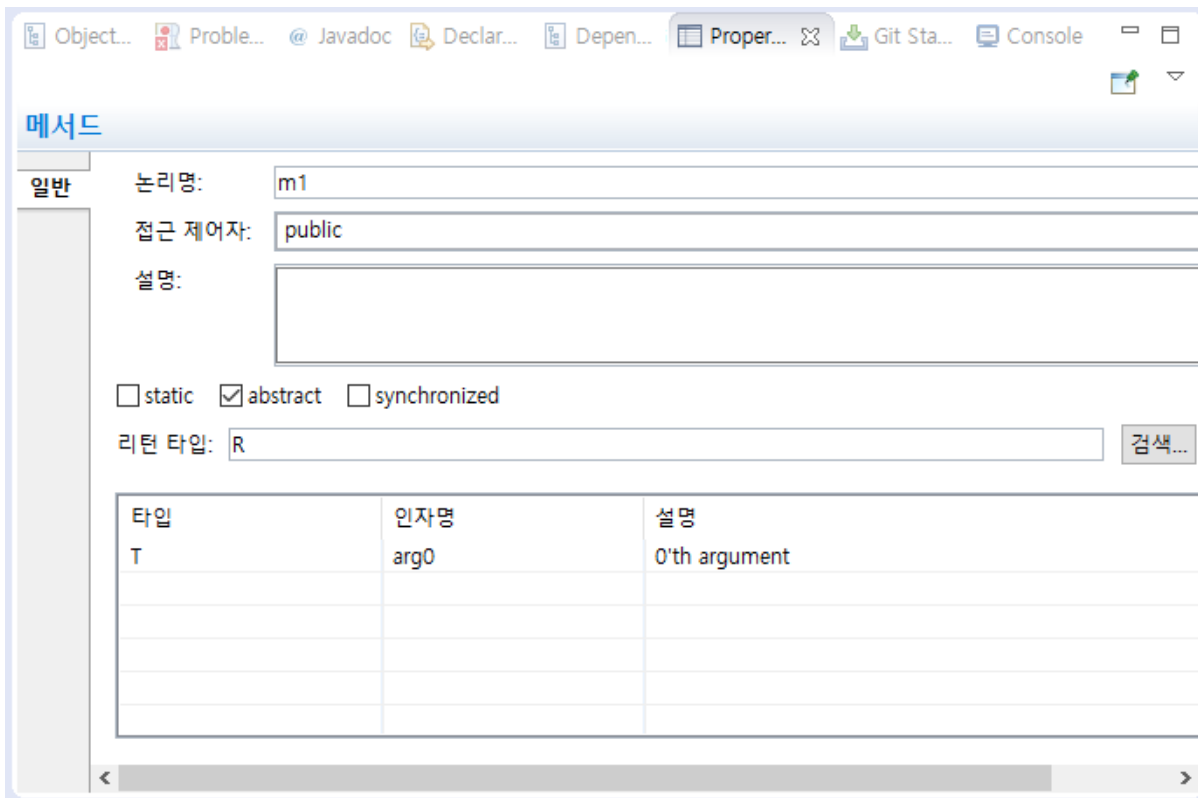 Object... Proble... @ Javadoc Declar... Depen... Proper... Git Sta... Console
메서드
일반
논리명: m1
접근 제어자: public
설명:
static abstract synchronized
리턴 타입: R 검색...
타입 인자명 설명
T arg0 0'th argument